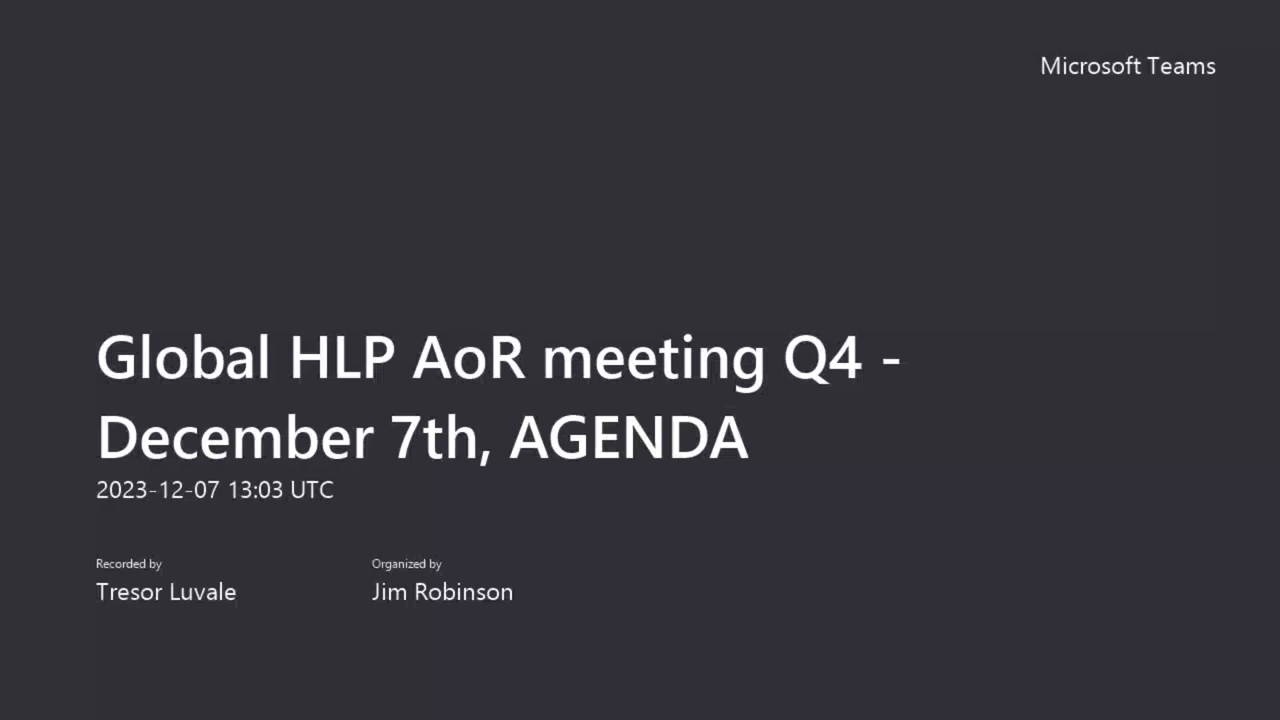 Microsoft Teams
Global HLP AoR meeting Q4 -
December 7th, AGENDA
2023-12-07 13:03 UTC
Recorded by
Tresor Luvale
Organized by
Jim Robinson